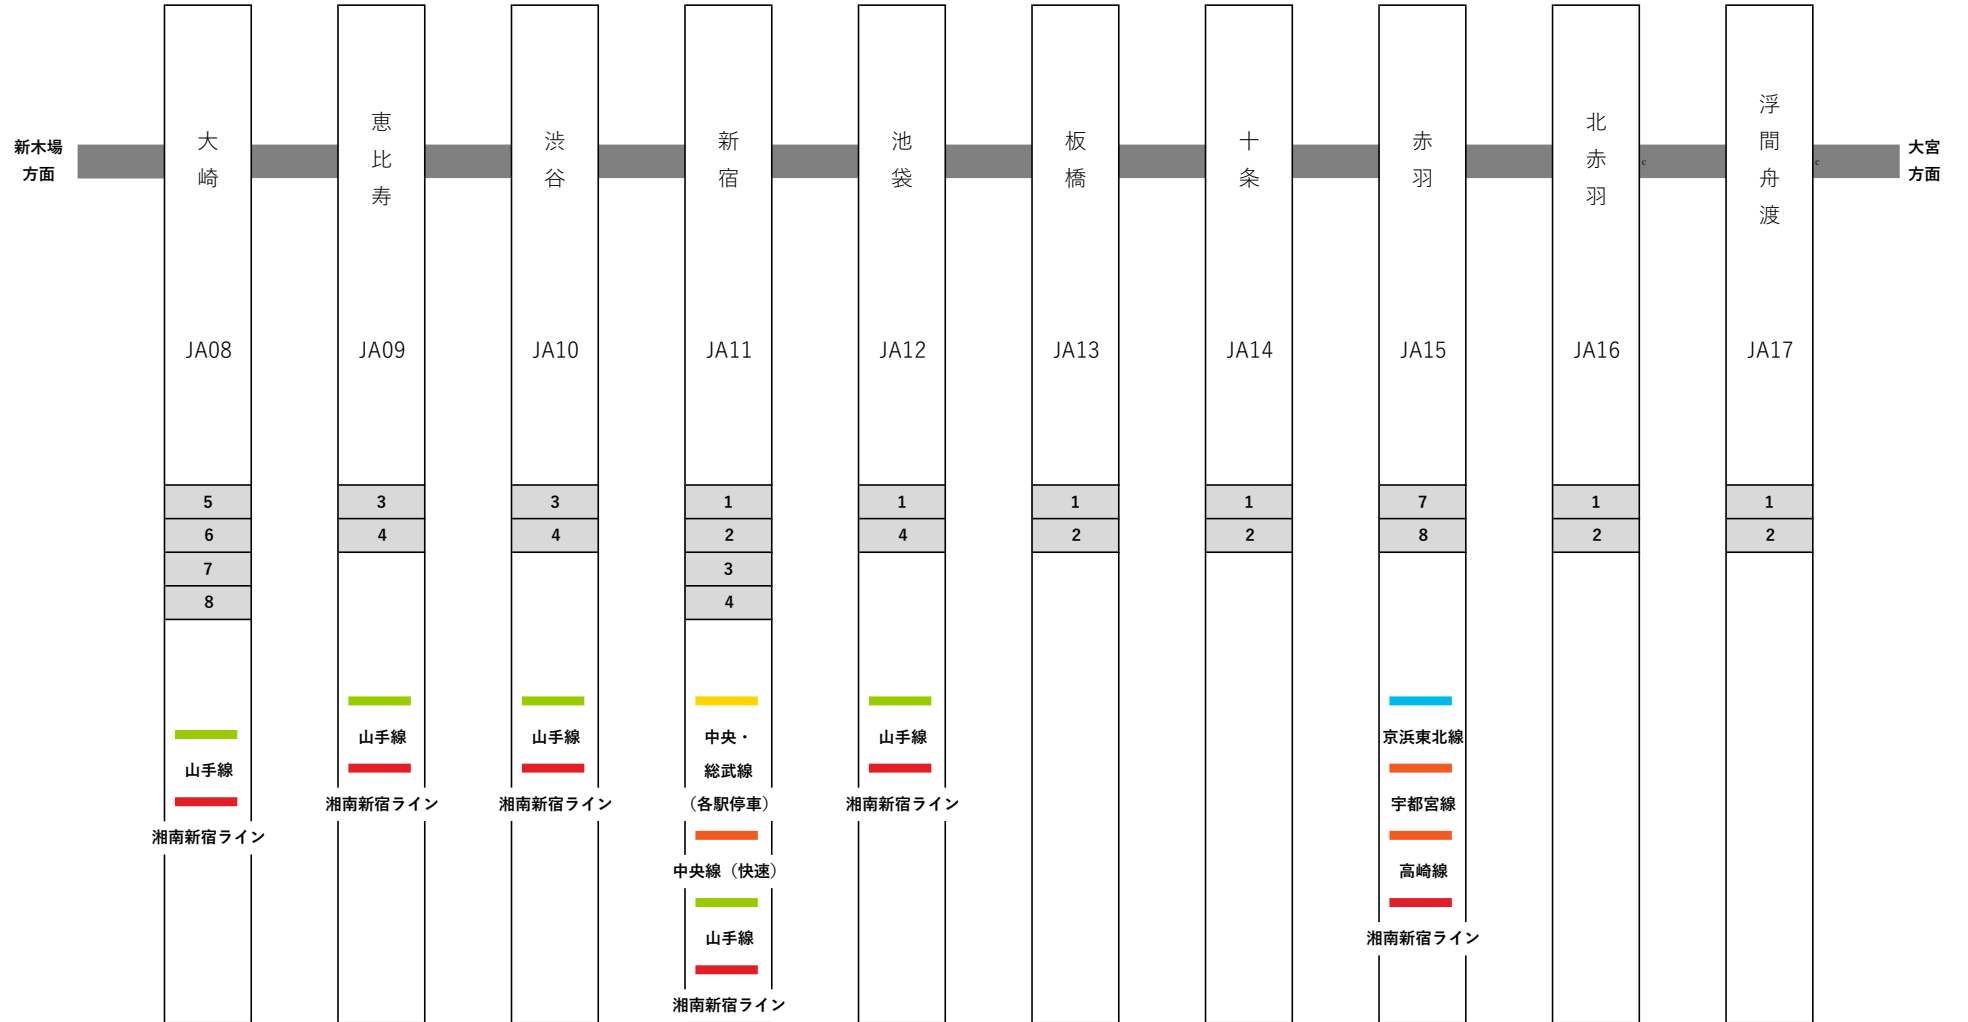 新木場
方面
大崎
恵比寿
渋谷
新宿
池袋
板橋
十条
赤羽
北赤羽
c
浮間舟渡
c
大宮
方面
JA08
JA09
JA10
JA11
JA12
JA13
JA14
JA15
JA16
JA17
5 3 3 1 1 1 1 7 1 1
6 4 4 2 4 2 2 8 2 2
7 3
8 4
山手線
湘南新宿ライン
山手線
湘南新宿ライン
山手線
湘南新宿ライン
中央・
総武線
（各駅停車）
中央線（快速）
山手線
湘南新宿ライン
山手線
湘南新宿ライン
京浜東北線
宇都宮線
高崎線
湘南新宿ライン